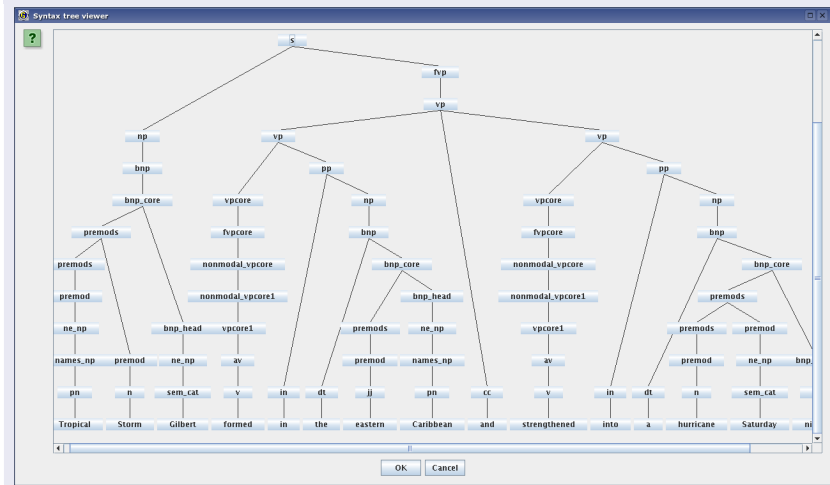 Syntax tree viewer
?
s
fvp
vp
np vp vp
bnp pp pp
bnp_core vpcore np vpcore np
premods fvpcore bnp fvpcore bnp
premods nonmodal_vpcore bnp_core nonmodal_vpcore bnp_core
premod nonmodal_vpcore1 bnp_head nonmodal_vpcore1 premods
ne_np bnp_head vpcore1 premods ne_np vpcore1 premods premod
names_np premod ne_np av premod names_np av premod ne_np bnp_
pn n sem_cat v in dt jj pn cc v in dt n sem_cat
Tropical Storm Gilbert formed in the eastern Caribbean and strengthened into a hurricane Saturday ni
OK Cancel